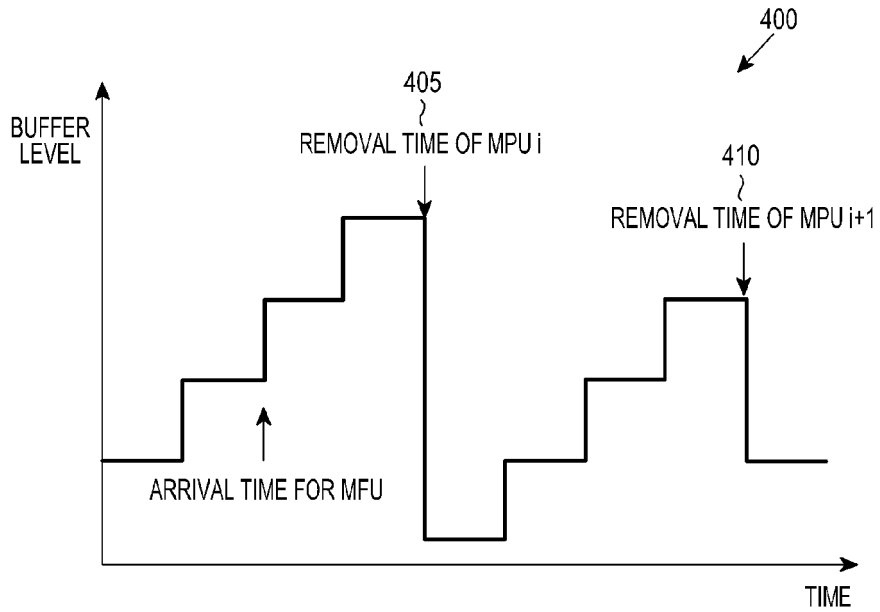 400
405
REMOVAL TIME OF MPU i
BUFFER
LEVEL
410
REMOVAL TIME OF MPU i+1
ARRIVAL TIME FOR MFU
TIME